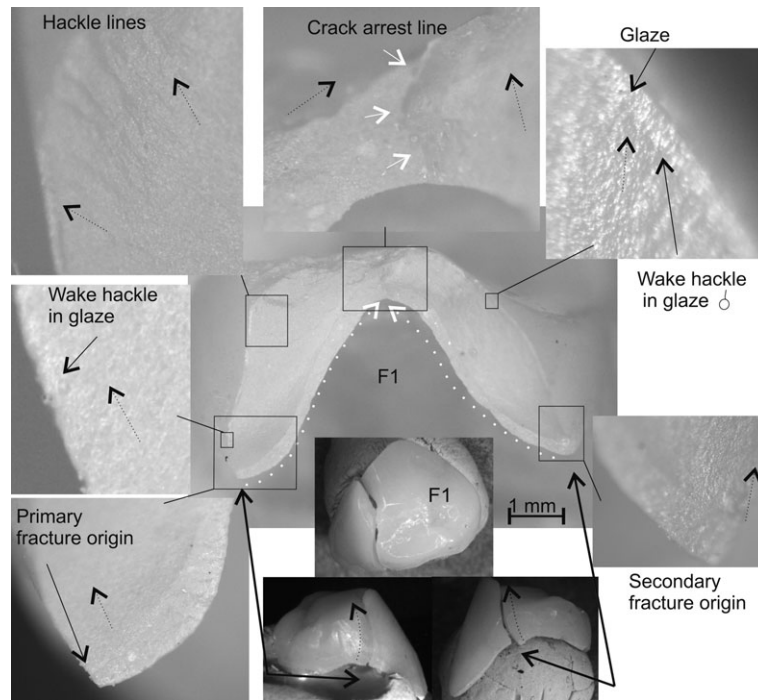 Hackle lines
Crack arrest line
Glaze
Wake hackle
in glaze
Wake hackle
in glaze
F1
F1
1 mm
Primary
fracture origin
Secondary
fracture origin